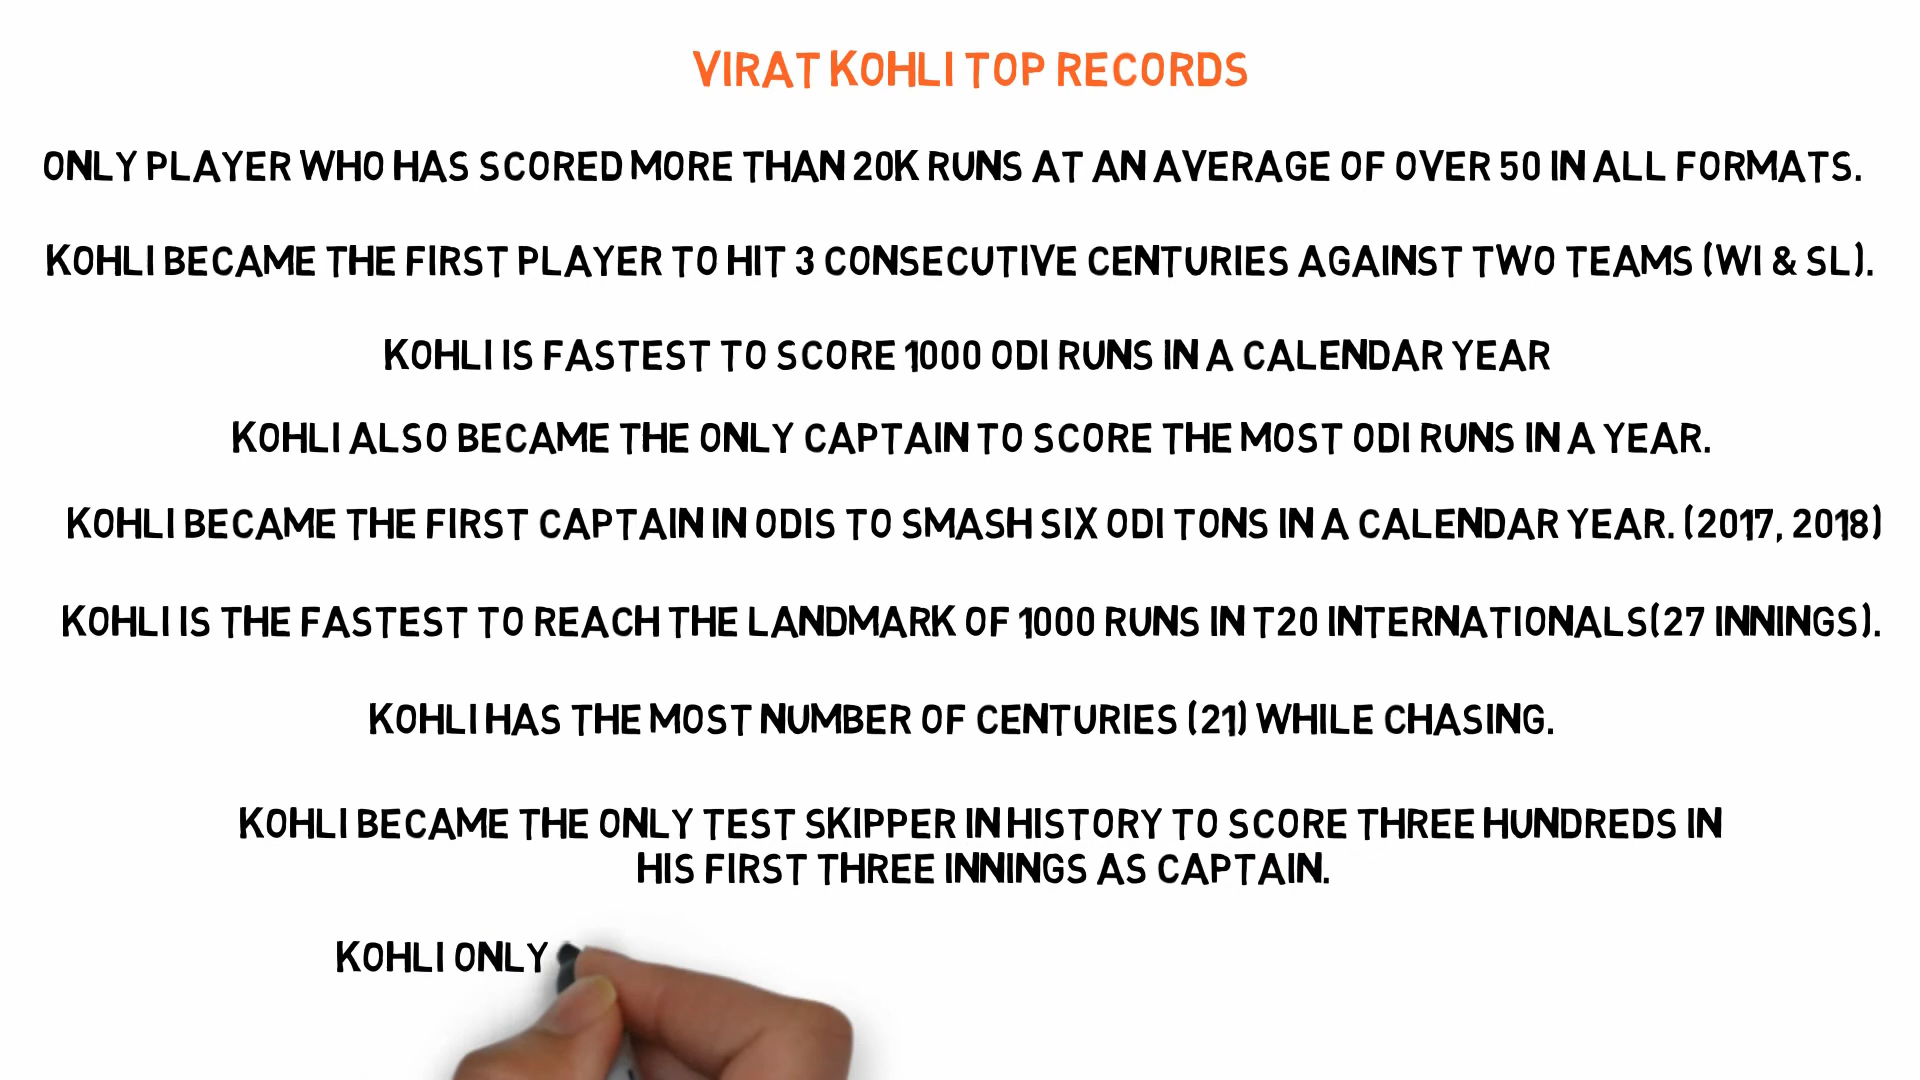 VIRAT KOHLI TOP RECORDS
ONLY PLAYER WHO HAS SCORED MORE THAN 20K RUNS AT AN AVERAGE OF OVER 50 IN ALL FORMATS.
KOHLI BECAME THE FIRST PLAYER TO HIT 3 CONSECUTIVE CENTURIES AGAINST TWO TEAMS (WI & SL).
KOHLI IS FASTEST TO SCORE 1000 ODI RUNS IN A CALENDAR YEAR
KOHLI ALSO BECAME THE ONLY CAPTAIN TO SCORE THE MOST ODI RUNS IN A YEAR.
KOHLI BECAME THE FIRST CAPTAIN IN ODIS TO SMASH SIX ODI TONS IN A CALENDAR YEAR. (2017, 2018)
KOHLI IS THE FASTEST TO REACH THE LANDMARK OF 1000 RUNS IN T20 INTERNATIONALS(27 INNINGS).
KOHLI HAS THE MOST NUMBER OF CENTURIES (21) WHILE CHASING.
KOHLI BECAME THE ONLY TEST SKIPPER IN HISTORY TO SCORE THREE HUNDREDS IN
HIS FIRST THREE INNINGS AS CAPTAIN.
KOHLI ONLY